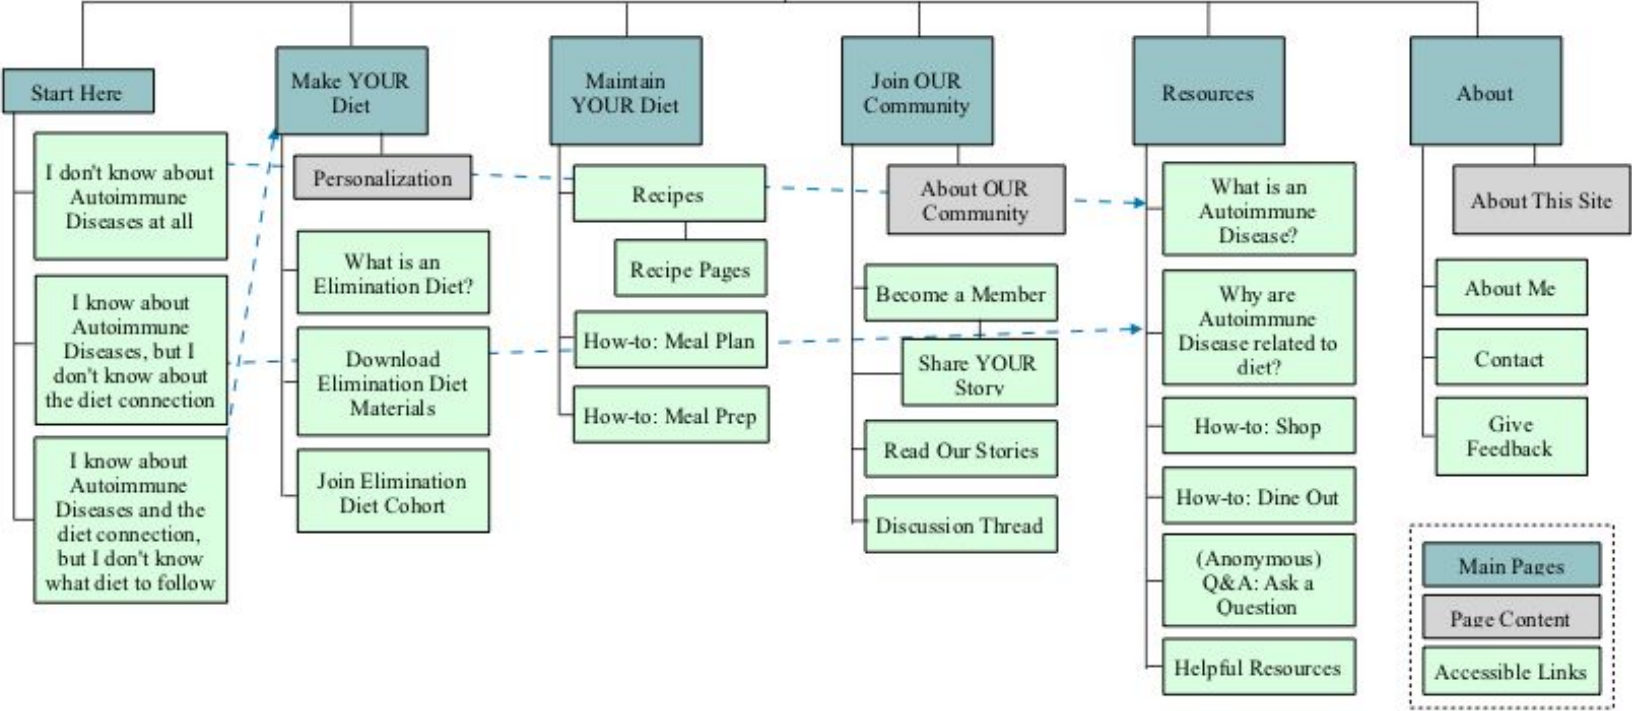 Start Here
I don't know about
Autoimmune
Diseases at all
I know about
Autoimmune
Diseases, but I
don't know about
the diet connection
I know about
Autoimmune
Diseases and the
diet connection,
but I don't know
what diet to follow
Make YOUR
Diet
Personalization
What is an
Elimination Diet?
Download
Elimination Diet
Materials
Join Elimination
Diet Cohort
Maintain
YOUR Diet
Recipes
Recipe Pages
How-to: Meal Plan
How-to: Meal Prep
Join OUR
Community
About OUR
Community
Become a Member
Share YOUR
Story
Read Our Stories
Discussion Thread
Resources
What is an
Autoimmune
Disease?
Why are
Autoimmune
Disease related to
diet?
How-to: Shop
How-to: Dine Out
(Anonymous)
Q&A: Ask a
Question
Helpful Resources
About
About This Site
About Me
Contact
Give
Feedback
Main Pages
Page Content
Accessible Links